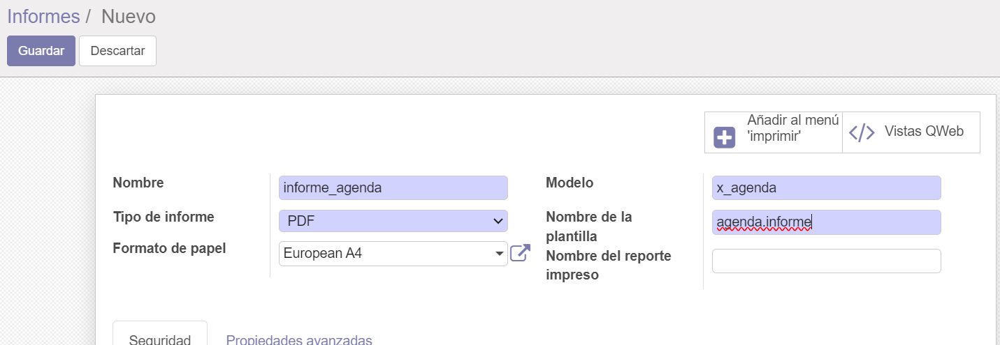 Informes / Nuevo
Guardar Descartar
Añadir al menú
'imprimir'
Vistas QWeb
Nombre informe_agenda
Tipo de informe PDF
Formato de papel European A4
Modelo x_agenda
Nombre de la
plantilla
agenda.informe
Nombre del reporte
impreso
Seguridad Propiedades avanzadas